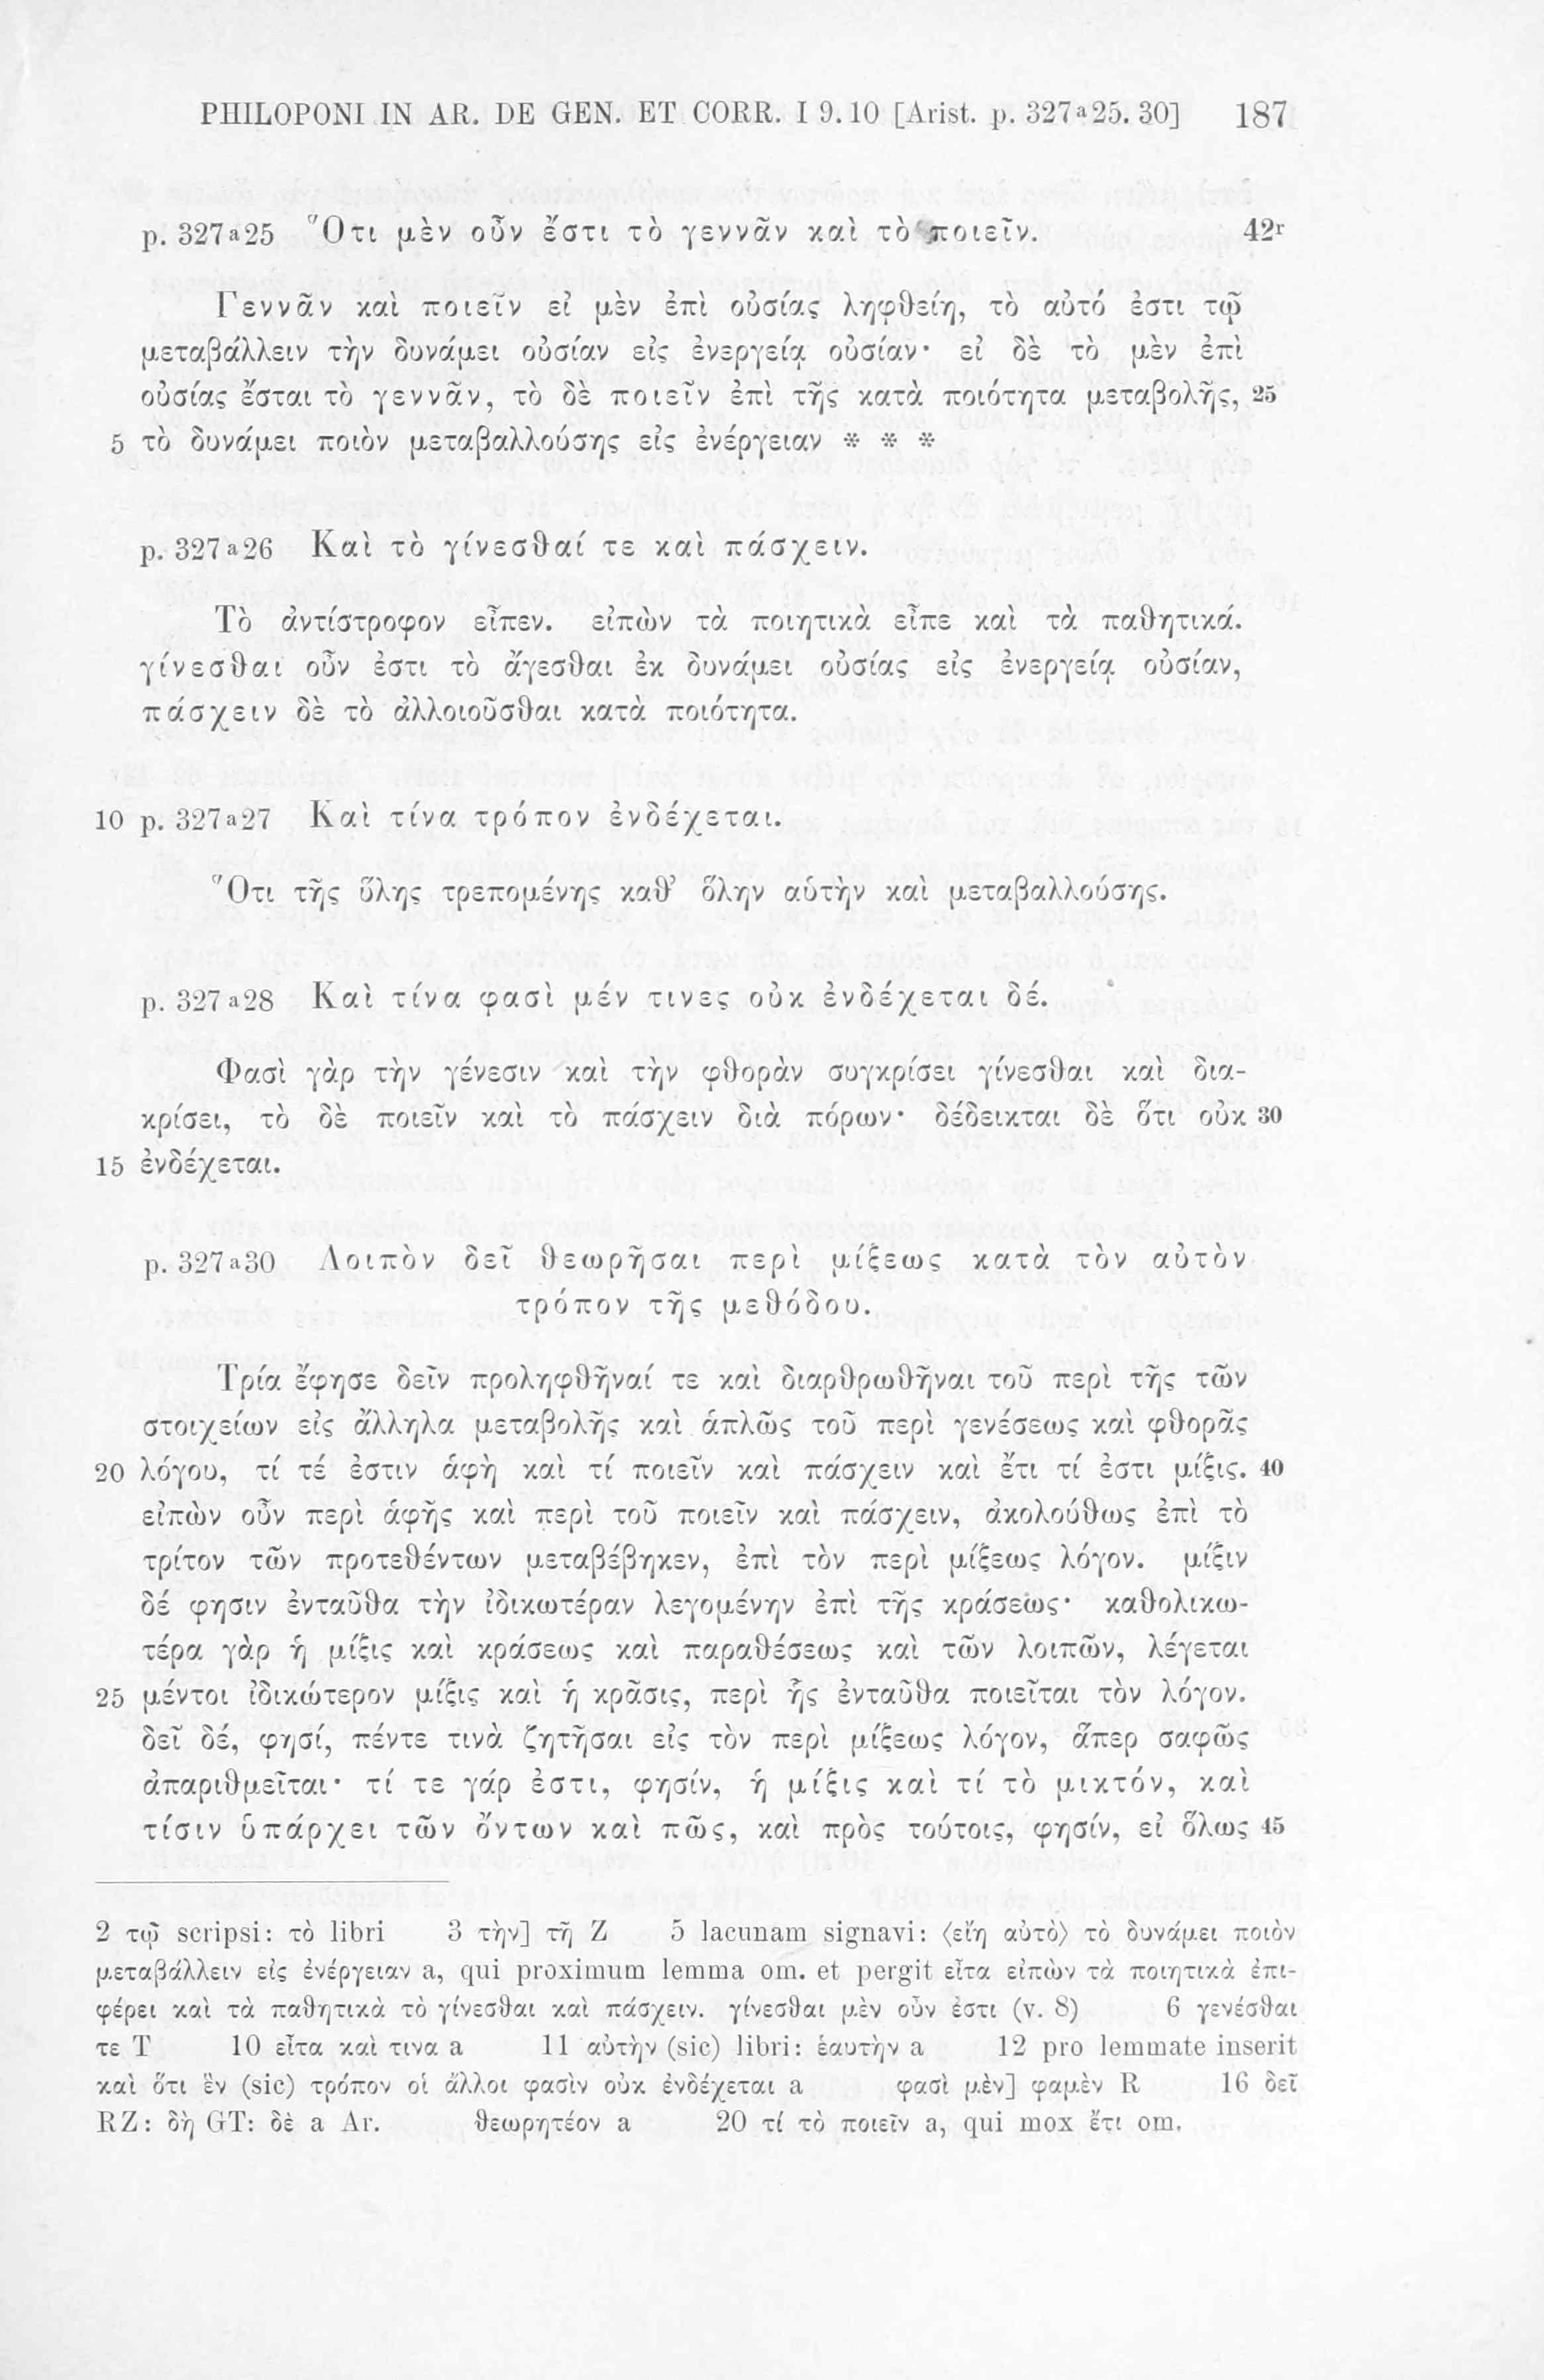 PHILOPONI IN AR. DE GEN. ET CORR. I 9. 10 [Arist. p. 327a25. 30] 187
p. 327a25 Ὅτι μὲν οὖν ἔστι τὸ γεννᾶν καὶ τὸ ποιεῖν. 42r
Γεννᾶν καὶ ποιεῖν εἰ μὲν ἐπὶ οὐσίας ληφθείη, τὸ αὐτό ἐστι τῷ
μεταβάλλειν τὴν δυνάμει οὐσίαν εἰς ἐνεργείᾳ οὐσίαν· εἰ δὲ τὸ μὲν ἐπὶ
οὐσίας ἔσται τὸ γεννᾶν, τὸ δὲ ποιεῖν ἐπὶ τῆς κατὰ ποιότητα μεταβολῆς, 25
5 τὸ δυνάμει ποιὸν μεταβαλλούσης εἰς ἐνέργειαν * * *
p. 327a26 Καὶ τὸ γίνεσθαί τε καὶ πάσχειν.
Τὸ ἀντίστροφον εἶπεν. εἰπὼν τὰ ποιητικὰ εἶπε καὶ τὰ παθητικά.
γίνεσθαι οὖν ἐστι τὸ ἄγεσθαι ἐκ δυνάμει οὐσίας εἰς ἐνεργείᾳ οὐσίαν,
πάσχειν δὲ τὸ ἀλλοιοῦσθαι κατὰ ποιότητα.
10 p. 327a27 Καὶ τίνα τρόπον ἐνδέχεται.
Ὅτι τῆς ὕλης τρεπομένης καθ’ ὅλην αὑτὴν καὶ μεταβαλλούσης.
p. 327a28 Καὶ τίνα φασὶ μέν τινες οὐκ ἐνδέχεται δέ.
Φασὶ γὰρ τὴν γένεσιν καὶ τὴν φθορὰν συγκρίσει γίνεσθαι καὶ δια-
κρίσει, τὸ δὲ ποιεῖν καὶ τὸ πάσχειν διὰ πόρων· δέδεικται δὲ ὅτι οὐκ 30
15 ἐνδέχεται.
p. 327a30 Λοιπὸν δεῖ θεωρῆσαι περὶ μίξεως κατὰ τὸν αὐτὸν
τρόπον τῆς μεθόδου.
Τρία ἔφησε δεῖν προληφθῆναί τε καὶ διαρθρωθῆναι τοῦ περὶ τῆς τῶν
στοιχείων εἰς ἄλληλα μεταβολῆς καὶ ἁπλῶς τοῦ περὶ γενέσεως καὶ φθορᾶς
20 λόγου, τί τέ ἐστιν ἁφὴ καὶ τί ποιεῖν καὶ πάσχειν καὶ ἔτι τί ἐστι μίξις. 40
εἰπὼν οὖν περὶ ἁφῆς καὶ περὶ τοῦ ποιεῖν καὶ πάσχειν, ἀκολούθως ἐπὶ τὸ
τρίτον τῶν προτεθέντων μεταβέβηκεν, ἐπὶ τὸν περὶ μίξεως λόγον. μίξιν
δέ φησιν ἐνταῦθα τὴν ἰδικωτέραν λεγομένην ἐπὶ τῆς κράσεως· καθολικω-
τέρα γὰρ ἡ μίξις καὶ κράσεως καὶ παραθέσεως καὶ τῶν λοιπῶν, λέγεται
25 μέντοι ἰδικώτερον μίξις καὶ ἡ κρᾶσις, περὶ ἧς ἐνταῦθα ποιεῖται τὸν λόγον.
δεῖ δέ, φησί, πέντε τινὰ ζητῆσαι εἰς τὸν περὶ μίξεως λόγον, ἅπερ σαφῶς
ἀπαριθμεῖται· τί τε γάρ ἐστι, φησίν, ἡ μίξις καὶ τί τὸ μικτόν, καὶ
τίσιν ὑπάρχει τῶν ὄντων καὶ πῶς, καὶ πρὸς τούτοις, φησίν, εἰ ὅλως 45
2 τῷ scripsi: τὸ libri 3 τὴν] τῇ Z 5 lacunam signavi: ⟨εἴη αὐτὸ⟩ τὸ δυνάμει ποιὸν
μεταβάλλειν εἰς ἐνέργειαν a, qui proximum lemma om. et pergit εἶτα εἰπὼν τὰ ποιητικὰ ἐπι-
φέρει καὶ τὰ παθητικὰ τὸ γίνεσθαι καὶ πάσχειν. γίνεσθαι μὲν οὖν ἐστι (v. 8) 6 γενέσθαι
τε T 10 εἶτα καὶ τινα a 11 αὐτὴν (sic) libri: ἑαυτὴν a 12 pro lemmate inserit
καὶ ὅτι ἓν (sic) τρόπον οἱ ἄλλοι φασὶν οὐκ ἐνδέχεται a φασὶ μὲν] φαμὲν R 16 δεῖ
RZ: δὴ GT: δὲ a Ar. θεωρητέον a 20 τί τὸ ποιεῖν a, qui mox ἔτι om.